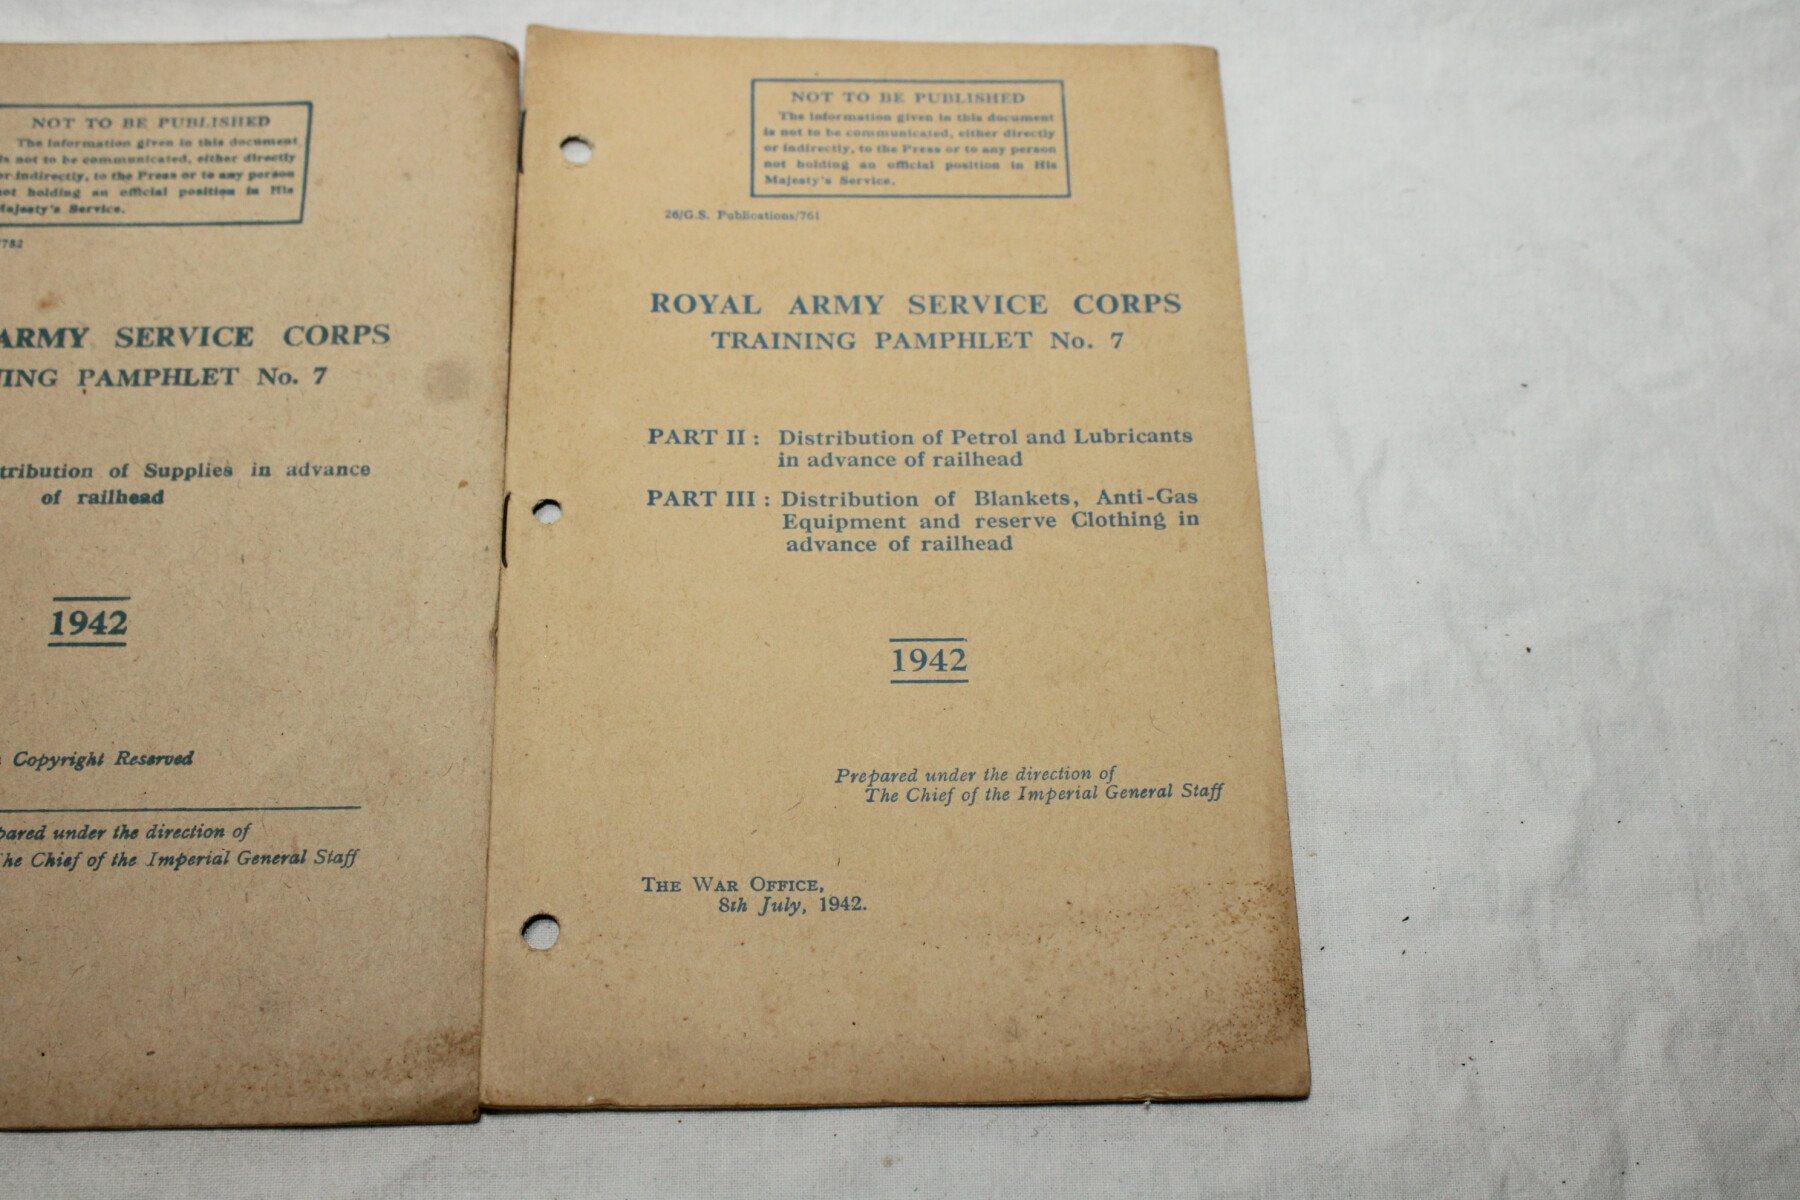 NOT TO BE PUBLISHED
The information given in this document
is not to be communicated, either directly
or indirectly, to the Press or to any person
not holding an official position in His
Majesty's Service.
/782
ARMY SERVICE CORPS
ING PAMPHLET No. 7
tribution of Supplies in advance
of railhead
1942
Copyright Reserved
pared under the direction of
he Chief of the Imperial General Staff
NOT TO BE PUBLISHED
The information given in this document
is not to be communicated, either directly
or indirectly, to the Press or to any person
not holding an official position in His
Majesty's Service.
26/G.S. Publications/761
ROYAL ARMY SERVICE CORPS
TRAINING PAMPHLET No. 7
PART II : Distribution of Petrol and Lubricants
in advance of railhead
PART III : Distribution of Blankets, Anti-Gas
Equipment and reserve Clothing in
advance of railhead
1942
Prepared under the direction of
The Chief of the Imperial General Staff
THE WAR OFFICE,
8th July, 1942.